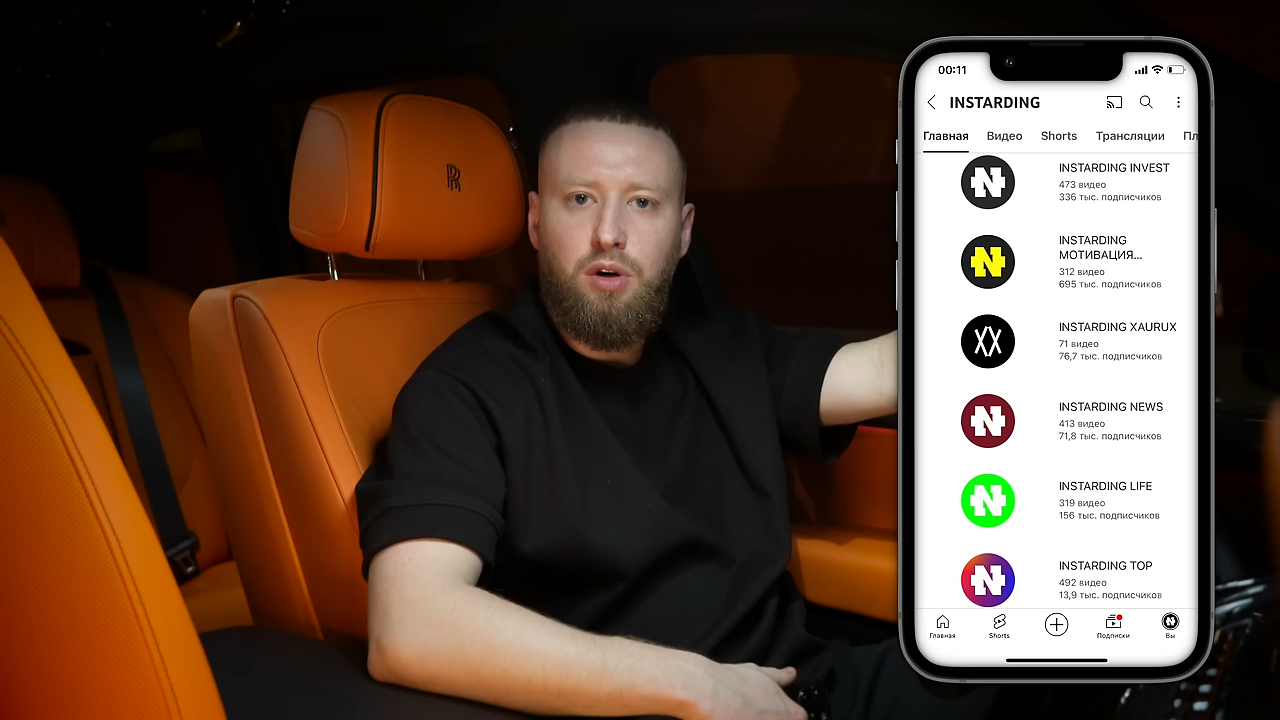 00:11
INSTARDING
Главная Видео Shorts Трансляции Пл
INSTARDING INVEST
473 видео
336 тыс. подписчиков
INSTARDING
МОТИВАЦИЯ...
312 видео
695 тыс. подписчиков
INSTARDING XAURUX
71 видео
76,7 тыс. подписчиков
INSTARDING NEWS
413 видео
71,8 тыс. подписчиков
INSTARDING LIFE
319 видео
156 тыс. подписчиков
INSTARDING TOP
492 видео
13,9 тыс. подписчиков
Главная Shorts Подписки Вы
RR